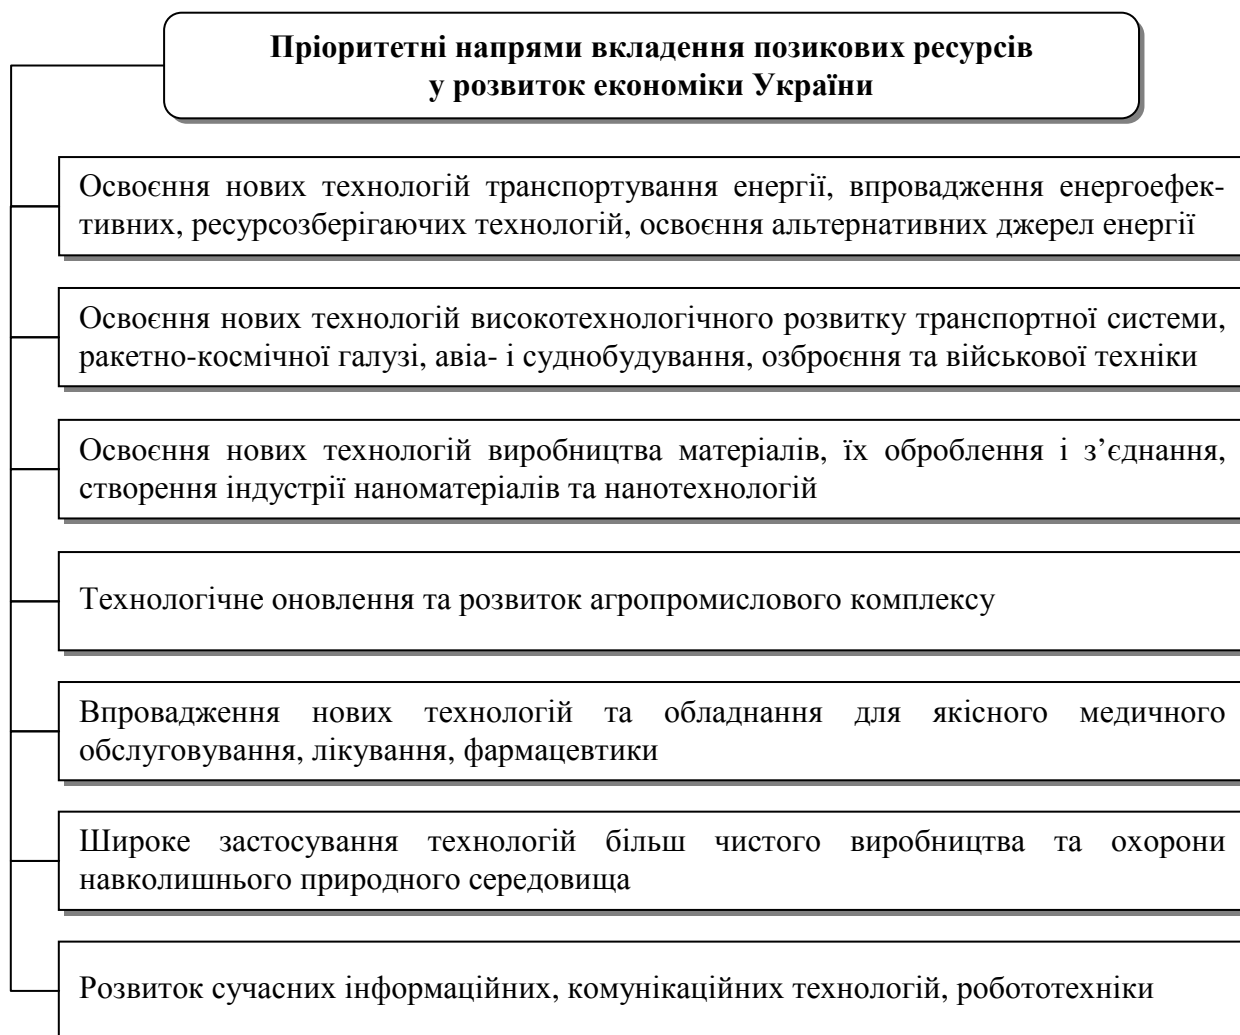 Пріоритетні напрями вкладення позикових ресурсів
у розвиток економіки України
Освоєння нових технологій транспортування енергії, впровадження енергоефек-
тивних, ресурсозберігаючих технологій, освоєння альтернативних джерел енергії
Освоєння нових технологій високотехнологічного розвитку транспортної системи,
ракетно-космічної галузі, авіа- і суднобудування, озброєння та військової техніки
Освоєння нових технологій виробництва матеріалів, їх оброблення і з’єднання,
створення індустрії наноматеріалів та нанотехнологій
Технологічне оновлення та розвиток агропромислового комплексу
Впровадження нових технологій та обладнання для якісного медичного
обслуговування, лікування, фармацевтики
Широке застосування технологій більш чистого виробництва та охорони
навколишнього природного середовища
Розвиток сучасних інформаційних, комунікаційних технологій, робототехніки